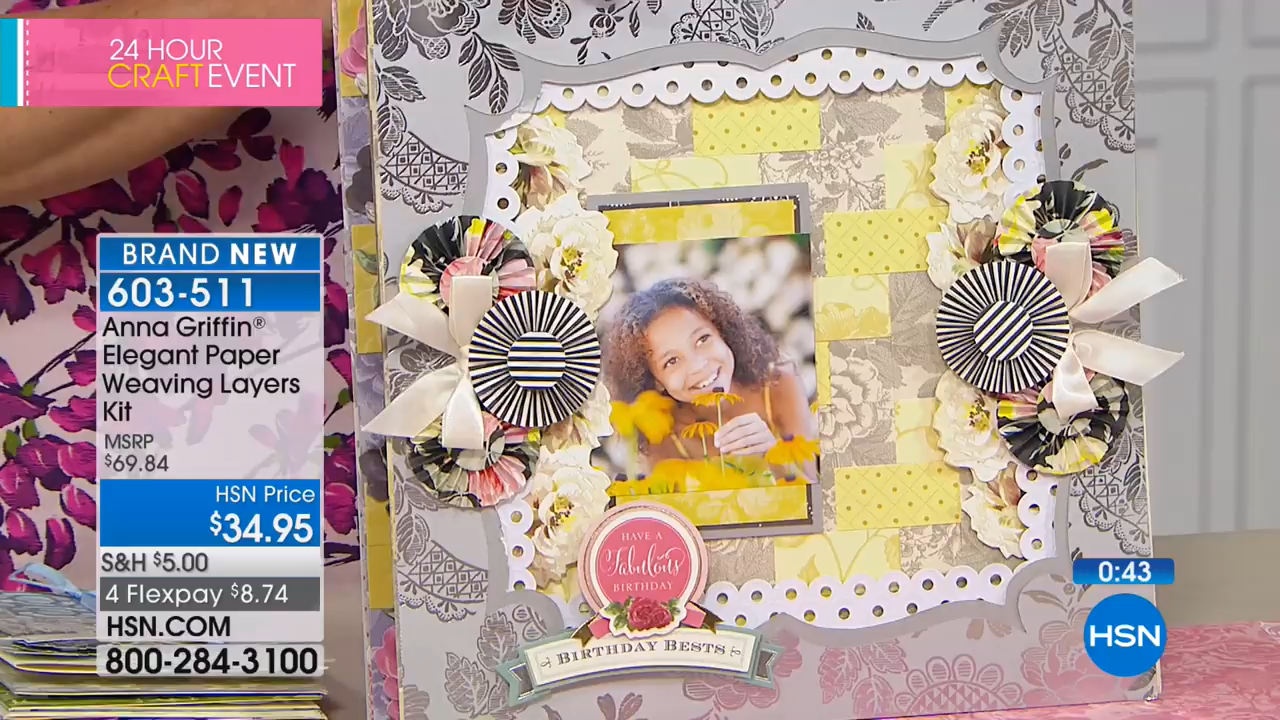 24 HOUR
CRAFT EVENT
BRAND NEW
603-511
Anna Griffin®
Elegant Paper
Weaving Layers
Kit
MSRP
$69.84
HSN Price
$34.95
S&H $5.00
4 Flexpay $8.74
HSN.COM
800-284-3100
HAVE A
Fabulous
BIRTHDAY
BIRTHDAY BESTS
0:43
HSN